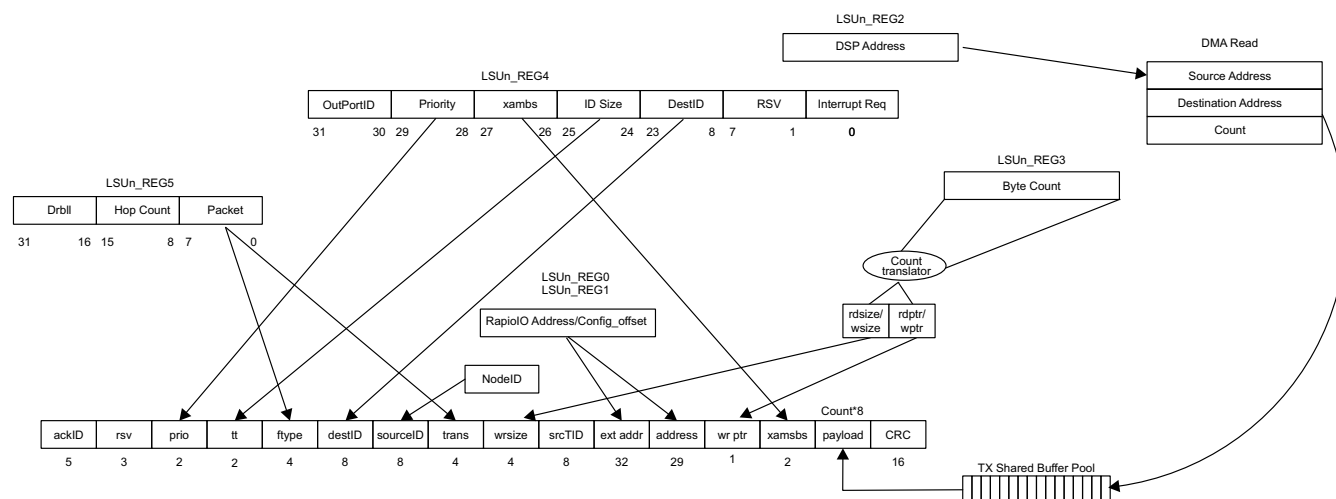 LSUn_REG2
DSP Address
DMA Read
Source Address
Destination Address
Count
LSUn_REG4
OutPortID Priority xambs ID Size DestID RSV Interrupt Req
31 30 29 28 27 26 25 24 23 8 7 1 0
LSUn_REG3
Byte Count
LSUn_REG5
Drbll Hop Count Packet
31 16 15 8 7 0
Count
translator
LSUn_REG0
LSUn_REG1
RapioIO Address/Config_offset
rdsize/
wsize
rdptr/
wptr
NodeID
Count*8
ackID rsv prio tt ftype destID sourceID trans wrsize srcTID ext addr address wr ptr xamsbs payload CRC
5 3 2 2 4 8 8 4 4 8 32 29 1 2 16
TX Shared Buffer Pool